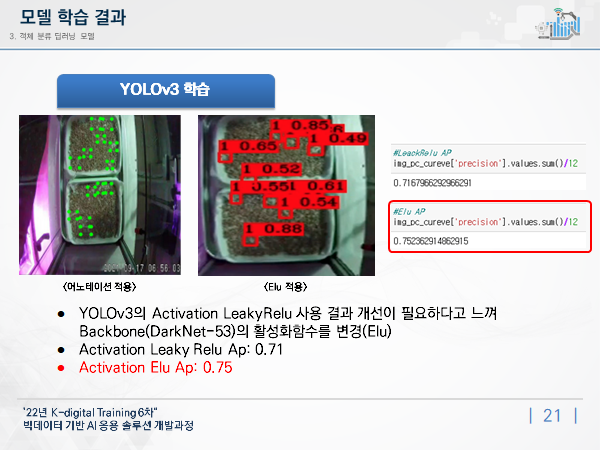 모델 학습 결과
3. 객체 분류 딥러닝 모델
YOLOv3 학습
1 0.85
1 0.49
1 0.65
1 0.52
1 0.55
1 0.61
1 0.54
1 0.88
06:56:03
<어노테이션 적용>
<Elu 적용>
#LeackRelu AP
img_pc_cureve['precision'].values.sum()/12
0.7167966292966291
#Elu AP
img_pc_cureve['precision'].values.sum()/12
0.752362914862915
● YOLOv3의 Activation LeakyRelu 사용 결과 개선이 필요하다고 느껴
Backbone(DarkNet-53)의 활성화함수를 변경(Elu)
● Activation Leaky Relu Ap: 0.71
● Activation Elu Ap: 0.75
'22년 K-digital Training 6차"
빅데이터 기반 AI 응용 솔루션 개발과정
| 21 |